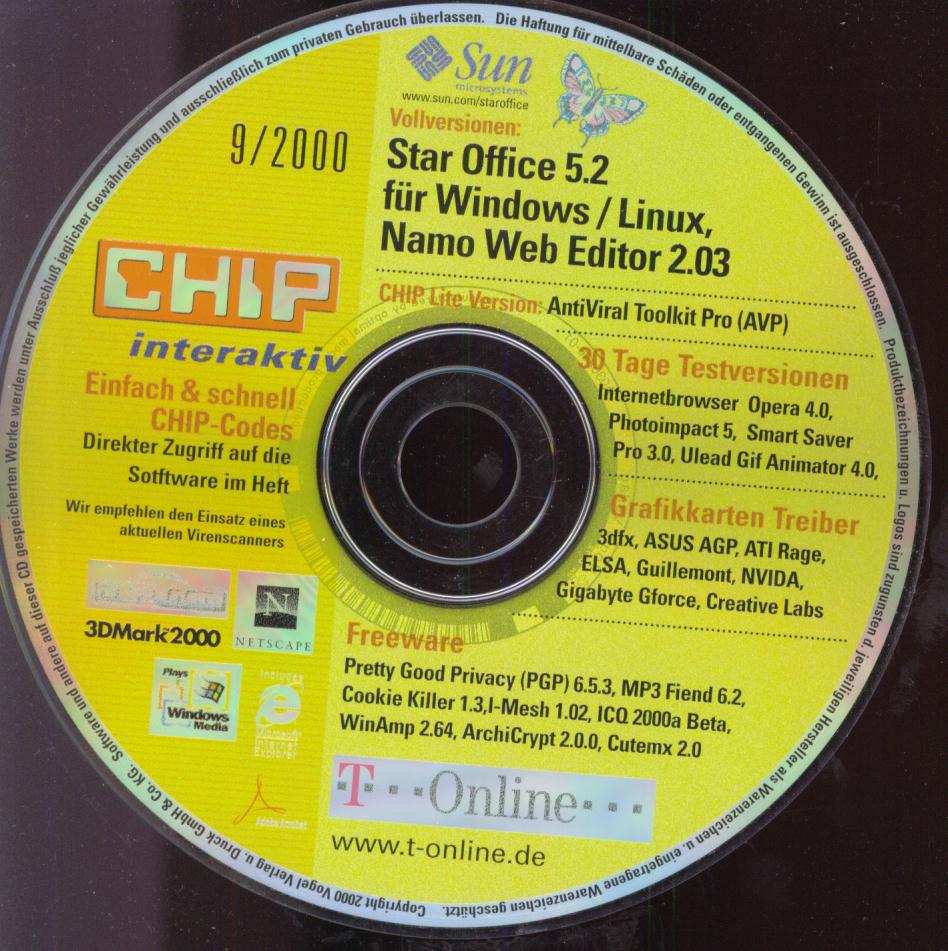 9/2000
CHIP
interaktiv
Einfach & schnell
CHIP-Codes
Direkter Zugriff auf die
Sotftware im Heft
Wir empfehlen den Einsatz eines
aktuellen Virenscanners
3DMark2000
N
NETSCAPE
Plays
Windows
Media
Includes
Microsoft
Internet
Explorer
Adobe Acrobat
Sun
microsystems
www.sun.com/staroffice
Vollversionen:
Star Office 5.2
für Windows / Linux,
Namo Web Editor 2.03
CHIP Lite Version: AntiViral Toolkit Pro (AVP)
30 Tage Testversionen
Internetbrowser Opera 4.0,
Photoimpact 5, Smart Saver
Pro 3.0, Ulead Gif Animator 4.0,
Grafikkarten Treiber
3dfx, ASUS AGP, ATI Rage,
ELSA, Guillemont, NVIDA,
Gigabyte Gforce, Creative Labs
Freeware
Pretty Good Privacy (PGP) 6.5.3, MP3 Fiend 6.2,
Cookie Killer 1.3,I-Mesh 1.02, ICQ 2000a Beta,
WinAmp 2.64, ArchiCrypt 2.0.0, Cutemx 2.0
T - - - Online - - -
www.t-online.de
Copyright 2000 Vogel Verlag u. Druck GmbH & Co. KG. Software und andere auf dieser CD gespeicherten Werke werden unter Ausschluß jeglicher Gewährleistung und ausschließlich zum privaten Gebrauch überlassen. Die Haftung für mittelbare Schäden oder entgangenen Gewinn ist ausgeschlossen. Produktbezeichnungen u. Logos sind zugunsten d. jeweiligen Hersteller als Warenzeichen u. eingetragene Warenzeichen geschützt.